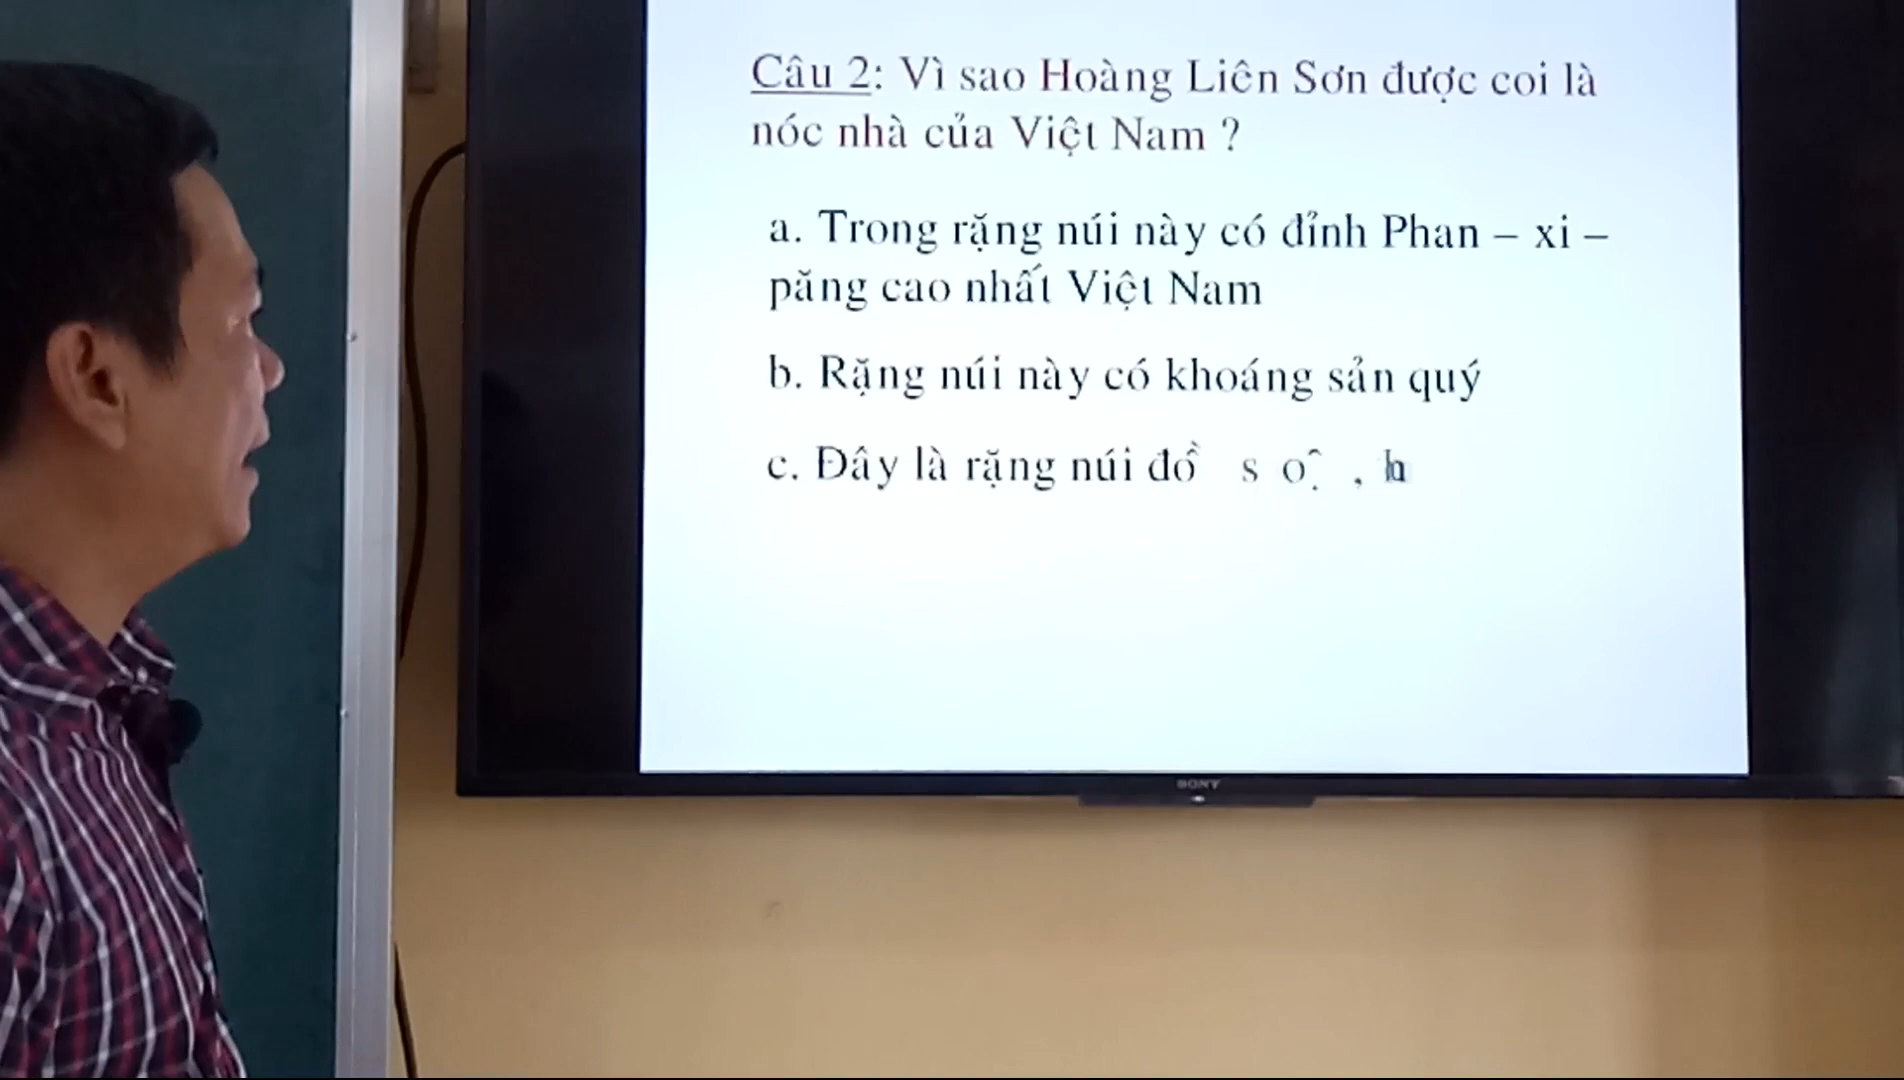 Câu 2: Vì sao Hoàng Liên Sơn được coi là
nóc nhà của Việt Nam ?
a. Trong rặng núi này có đỉnh Phan – xi –
păng cao nhất Việt Nam
b. Rặng núi này có khoáng sản quý
c. Đây là rặng núi đồ
SONY